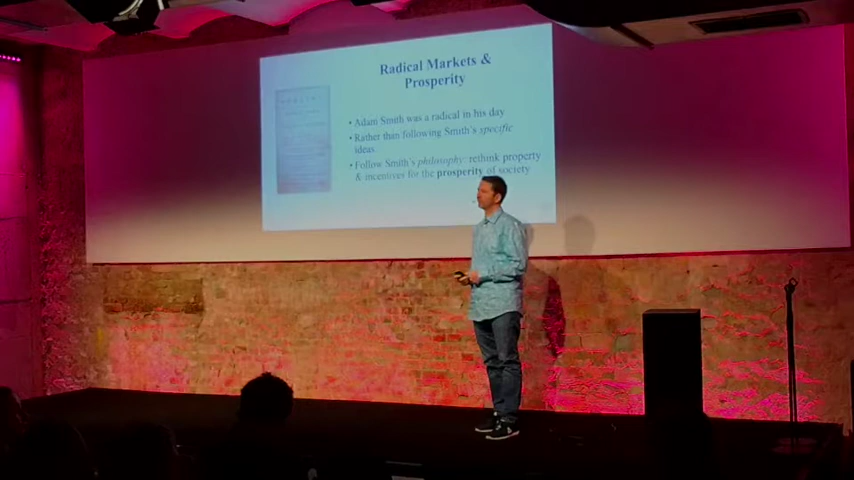 Radical Markets &
Prosperity
• Adam Smith was a radical in his day
• Rather than following Smith's specific
ideas
• Follow Smith's philosophy: rethink property
& incentives for the prosperity of society